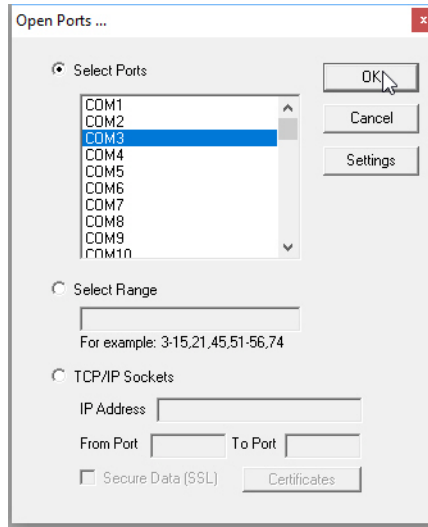 Open Ports ...
x
Select Ports
OK
COM1
COM2
Cancel
COM3
COM4
Settings
COM5
COM6
COM7
COM8
COM9
COM10
Select Range
For example: 3-15,21,45,51-56,74
TCP/IP Sockets
IP Address
From Port To Port
Secure Data (SSL) Certificates